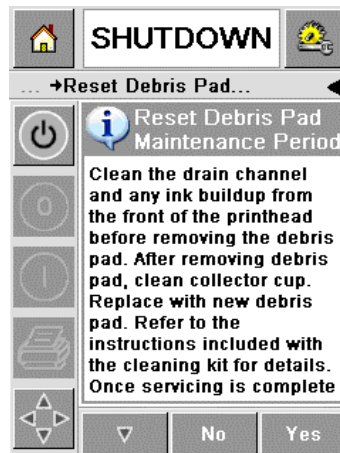 SHUTDOWN
... →Reset Debris Pad...
Reset Debris Pad
Maintenance Period
Clean the drain channel
and any ink buildup from
the front of the printhead
before removing the debris
pad. After removing debris
pad, clean collector cup.
Replace with new debris
pad. Refer to the
instructions included with
the cleaning kit for details.
Once servicing is complete
No
Yes